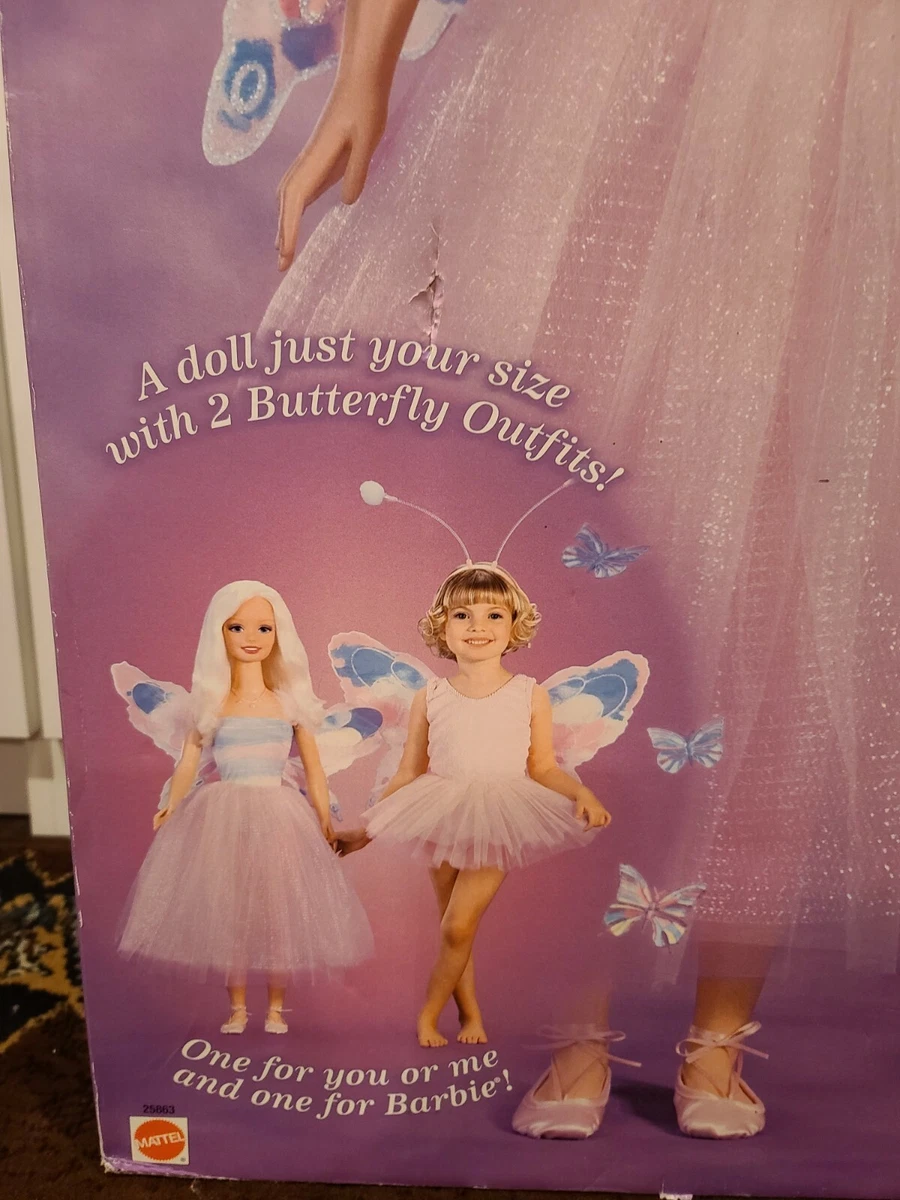 A doll just your size
with 2 Butterfly Outfits!
One for you or me
and one for Barbie®!
25863
MATTEL
®